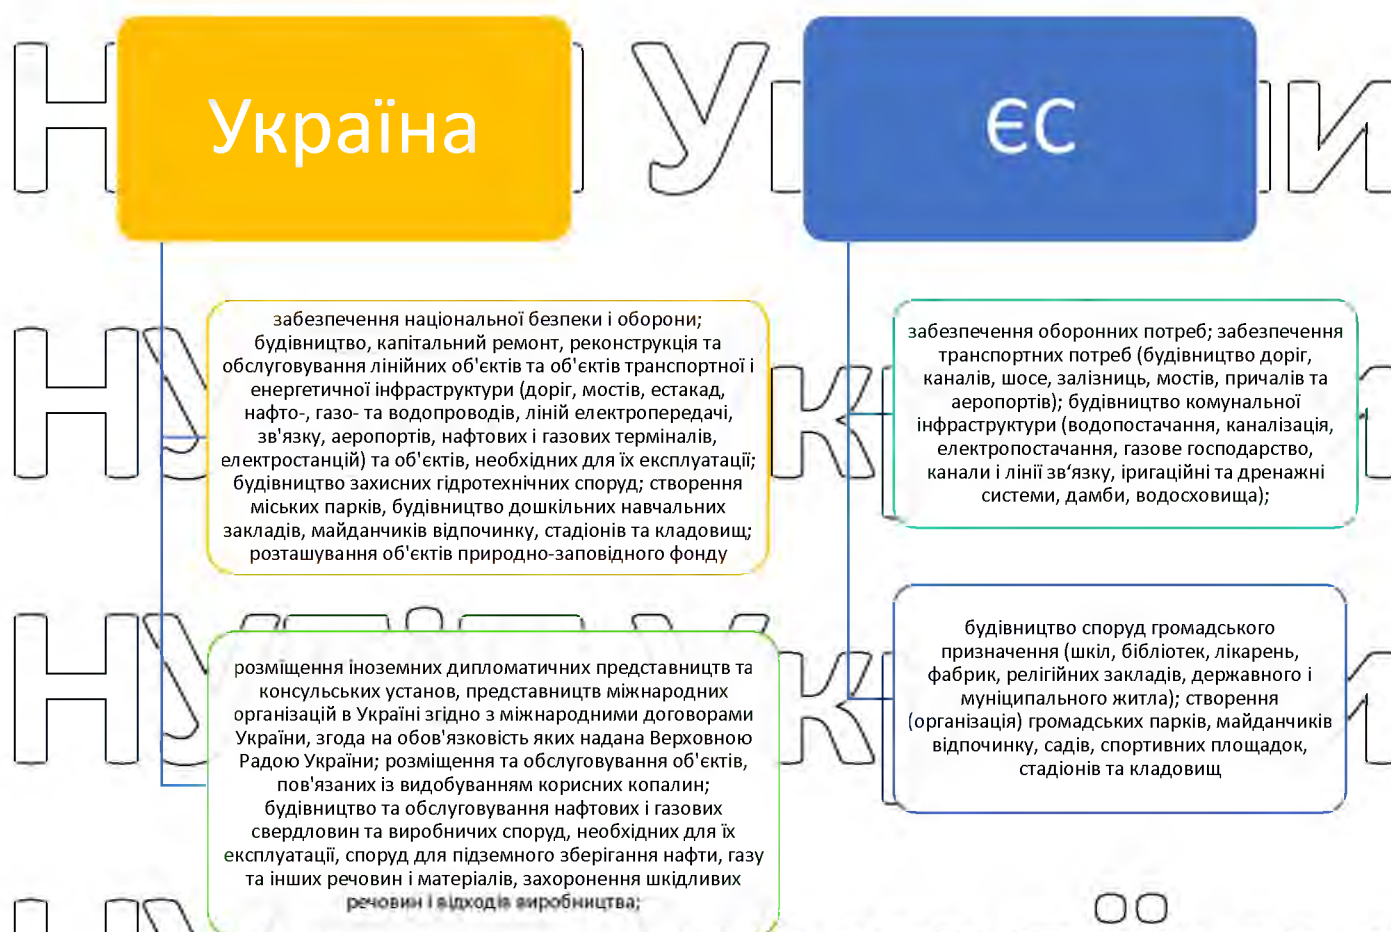 Україна
забезпечення національної безпеки і оборони;
будівництво, капітальний ремонт, реконструкція та
обслуговування лінійних об'єктів та об'єктів транспортної і
енергетичної інфраструктури (доріг, мостів, естакад,
нафто-, газо- та водопроводів, ліній електропередачі,
зв'язку, аеропортів, нафтових і газових терміналів,
електростанцій) та об'єктів, необхідних для їх експлуатації;
будівництво захисних гідротехнічних споруд; створення
міських парків, будівництво дошкільних навчальних
закладів, майданчиків відпочинку, стадіонів та кладовищ;
розташування об'єктів природно-заповідного фонду
розміщення іноземних дипломатичних представництв та
консульських установ, представництв міжнародних
організацій в Україні згідно з міжнародними договорами
України, згода на обов'язковість яких надана Верховною
Радою України; розміщення та обслуговування об'єктів,
пов'язаних із видобуванням корисних копалин;
будівництво та обслуговування нафтових і газових
свердловин та виробничих споруд, необхідних для їх
експлуатації, споруд для підземного зберігання нафти, газу
та інших речовин і матеріалів, захоронення шкідливих
речовин і відходів виробництва;
ЄС
забезпечення оборонних потреб; забезпечення
транспортних потреб (будівництво доріг,
каналів, шосе, залізниць, мостів, причалів та
аеропортів); будівництво комунальної
інфраструктури (водопостачання, каналізація,
електропостачання, газове господарство,
канали і лінії зв‘язку, іригаційні та дренажні
системи, дамби, водосховища);
будівництво споруд громадського
призначення (шкіл, бібліотек, лікарень,
фабрик, релігійних закладів, державного і
муніципального житла); створення
(організація) громадських парків, майданчиків
відпочинку, садів, спортивних площадок,
стадіонів та кладовищ